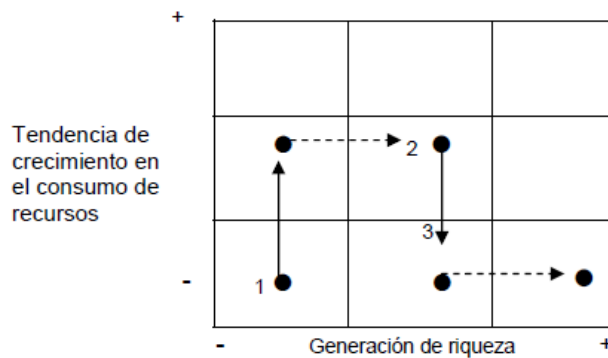 +
Tendencia de
crecimiento en
el consumo de
recursos
2
3
-
1
-
Generación de riqueza
+